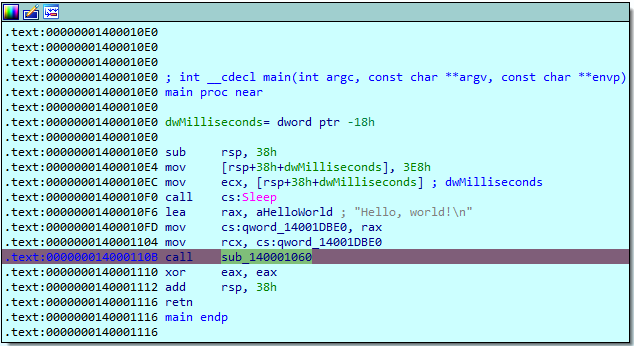 .text:00000001400010E0
.text:00000001400010E0
.text:00000001400010E0
.text:00000001400010E0 ; int __cdecl main(int argc, const char **argv, const char **envp)
.text:00000001400010E0 main proc near
.text:00000001400010E0
.text:00000001400010E0 dwMilliseconds= dword ptr -18h
.text:00000001400010E0
.text:00000001400010E0 sub     rsp, 38h
.text:00000001400010E4 mov     [rsp+38h+dwMilliseconds], 3E8h
.text:00000001400010EC mov     ecx, [rsp+38h+dwMilliseconds] ; dwMilliseconds
.text:00000001400010F0 call    cs:Sleep
.text:00000001400010F6 lea     rax, aHelloWorld ; "Hello, world!\n"
.text:00000001400010FD mov     cs:qword_14001DBE0, rax
.text:0000000140001104 mov     rcx, cs:qword_14001DBE0
.text:000000014000110B call    sub_140001060
.text:0000000140001110 xor     eax, eax
.text:0000000140001112 add     rsp, 38h
.text:0000000140001116 retn
.text:0000000140001116 main endp
.text:0000000140001116